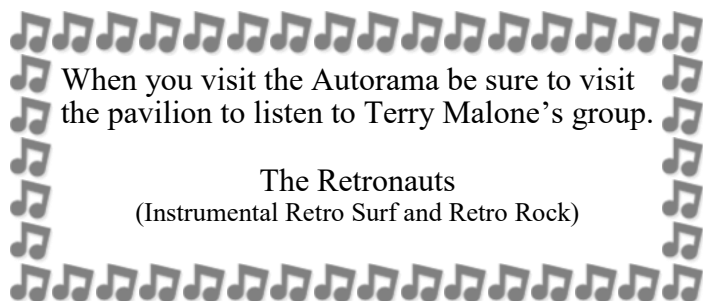 When you visit the Autorama be sure to visit
the pavilion to listen to Terry Malone’s group.
The Retronauts
(Instrumental Retro Surf and Retro Rock)